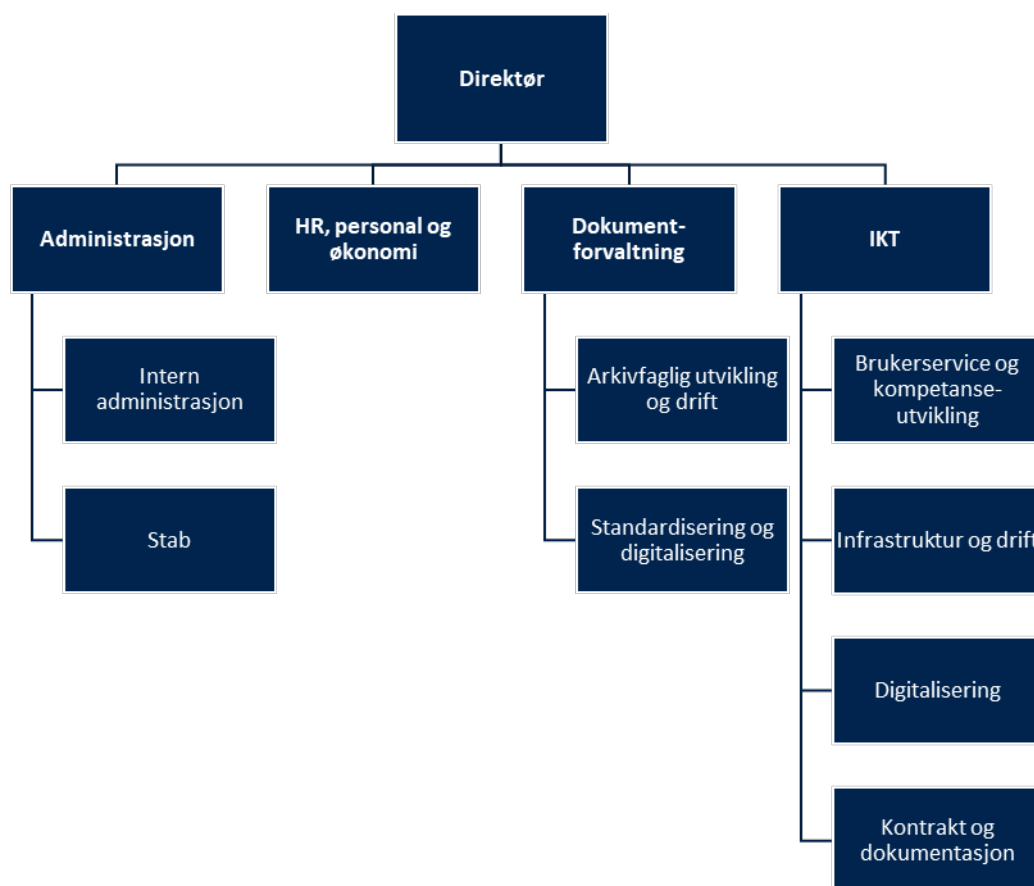 Direktør
Administrasjon
HR, personal og
økonomi
Dokument-
forvaltning
IKT
Intern
administrasjon
Stab
Arkivfaglig utvikling
og drift
Standardisering og
digitalisering
Brukerservice og
kompetanse-
utvikling
Infrastruktur og drift
Digitalisering
Kontrakt og
dokumentasjon